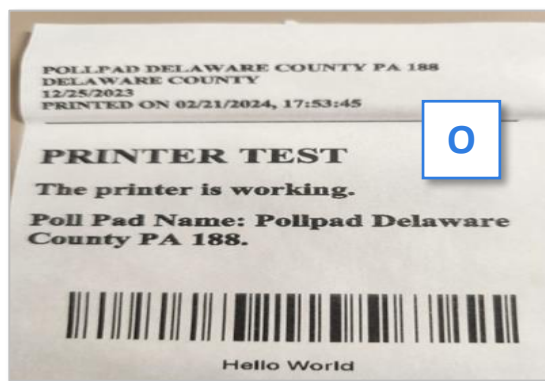 POLLPAD DELAWARE COUNTY PA 188
DELAWARE COUNTY
12/25/2023
PRINTED ON 02/21/2024, 17:53:45
O
PRINTER TEST
The printer is working.
Poll Pad Name: Pollpad Delaware
County PA 188.
Hello World